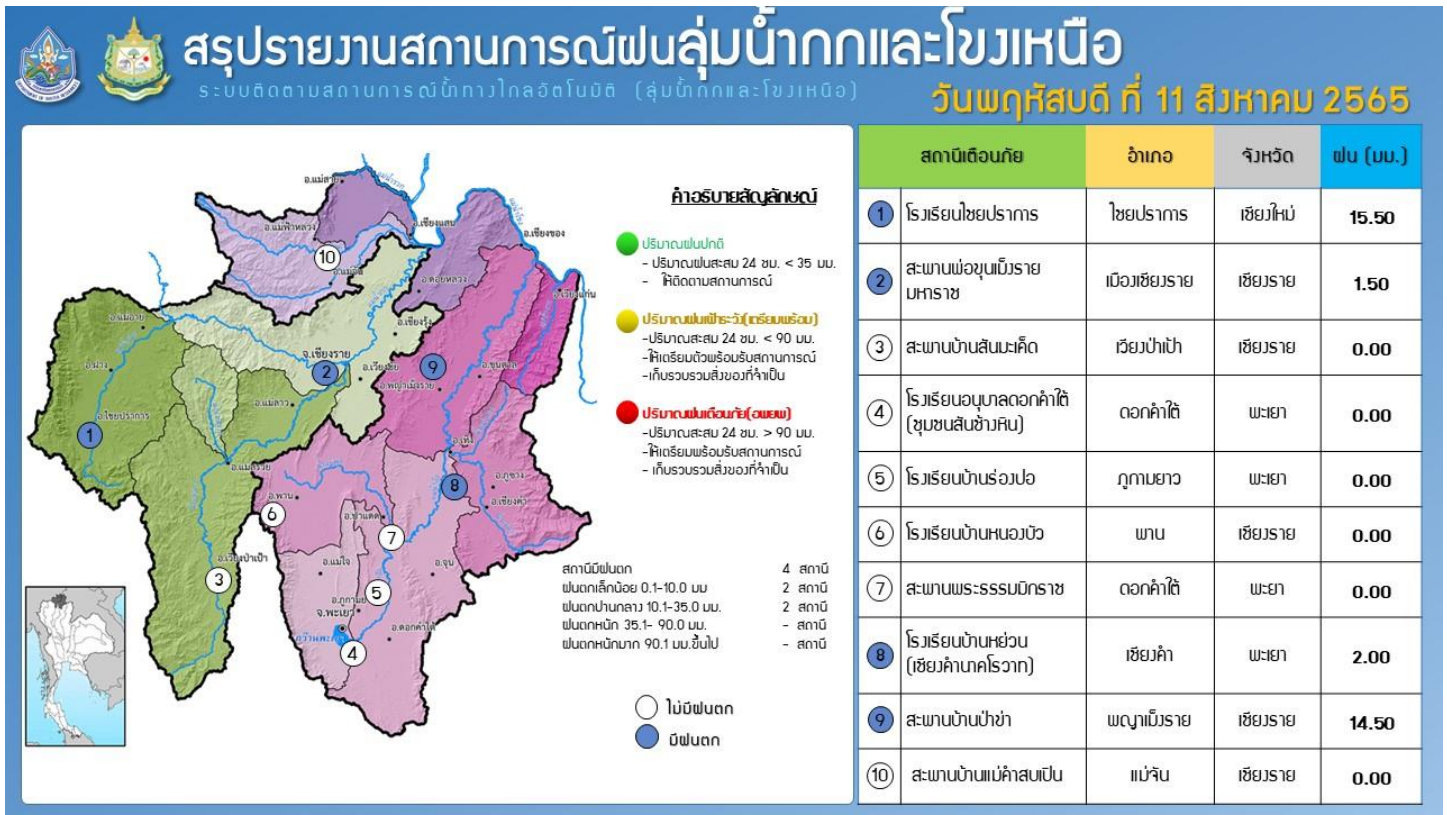 สรุปรายงานสถานการณ์ฝนลุ่มน้ำกกและโขงเหนือ
ระบบติดตามสถานการณ์น้ำทางไกลอัตโนมัติ (ลุ่มน้ำกกและโขงเหนือ)
วันพฤหัสบดี ที่ 11 สิงหาคม 2565
สถานีเตือนภัย อำเภอ จังหวัด ฝน (มม.)
1 โรงเรียนไชยปราการ ไชยปราการ เชียงใหม่ 15.50
2 สะพานพ่อขุนเม็งราย
มหาราช เมืองเชียงราย เชียงราย 1.50
3 สะพานบ้านสันมะเค็ด เวียงป่าเป้า เชียงราย 0.00
4 โรงเรียนอนุบาลดอกคำใต้
(ชุมชนสันช้างหิน) ดอกคำใต้ พะเยา 0.00
5 โรงเรียนบ้านร่องปอ ภูกามยาว พะเยา 0.00
6 โรงเรียนบ้านหนองบัว พาน เชียงราย 0.00
7 สะพานพระธรรมมิกราช ดอกคำใต้ พะยา 0.00
8 โรงเรียนบ้านหย่วน
(เชียงคำนาคโรวาท) เชียงคำ พะเยา 2.00
9 สะพานบ้านป่าข่า พญาเม็งราย เชียงราย 14.50
10 สะพานบ้านแม่คำสบเปิน แม่จัน เชียงราย 0.00
คำอธิบายสัญลักษณ์
ปริมาณฝนปกติ
- ปริมาณฝนสะสม 24 ชม. < 35 มม.
- ให้ติดตามสถานการณ์
ปริมาณฝนเฝ้าระวัง(เตรียมพร้อม)
-ปริมาณสะสม 24 ชม. < 90 มม.
-ให้เตรียมตัวพร้อมรับสถานการณ์
-เก็บรวบรวมสิ่งของที่จำเป็น
ปริมาณฝนเตือนภัย(อพยพ)
-ปริมาณสะสม 24 ชม. > 90 มม.
-ให้เตรียมพร้อมรับสถานการณ์
- เก็บรวบรวมสิ่งของที่จำเป็น
สถานีมีฝนตก 4 สถานี
ฝนตกเล็กน้อย 0.1-10.0 มม 2 สถานี
ฝนตกปานกลาง 10.1-35.0 มม. 2 สถานี
ฝนตกหนัก 35.1- 90.0 มม. - สถานี
ฝนตกหนักมาก 90.1 มม.ขึ้นไป - สถานี
ไม่มีฝนตก
มีฝนตก
อ.แม่สาย
อ.แม่ฟ้าหลวง
อ.เชียงแสน
อ.เชียงของ
10
อ.แม่จัน
อ.ดอยหลวง
อ.เวียงแก่น
อ.แม่อาย
อ.เชียงรุ้ง
จ.เชียงราย
อ.ฝาง
2
อ.เวียงชัย
9
อ.ขุนตาล
อ.พญาเม็งราย
อ.แม่ลาว
อ.ไชยปราการ
1
อ.เทิง
อ.แม่สรวย
8
อ.ภูซาง
อ.เชียงคำ
อ.พาน
6
อ.ป่าแดด
7
อ.เวียงป่าเป้า
3
อ.แม่ใจ
อ.จุน
5
จ.พะเยา
อ.ดอกคำใต้
กว๊านพะเยา
4